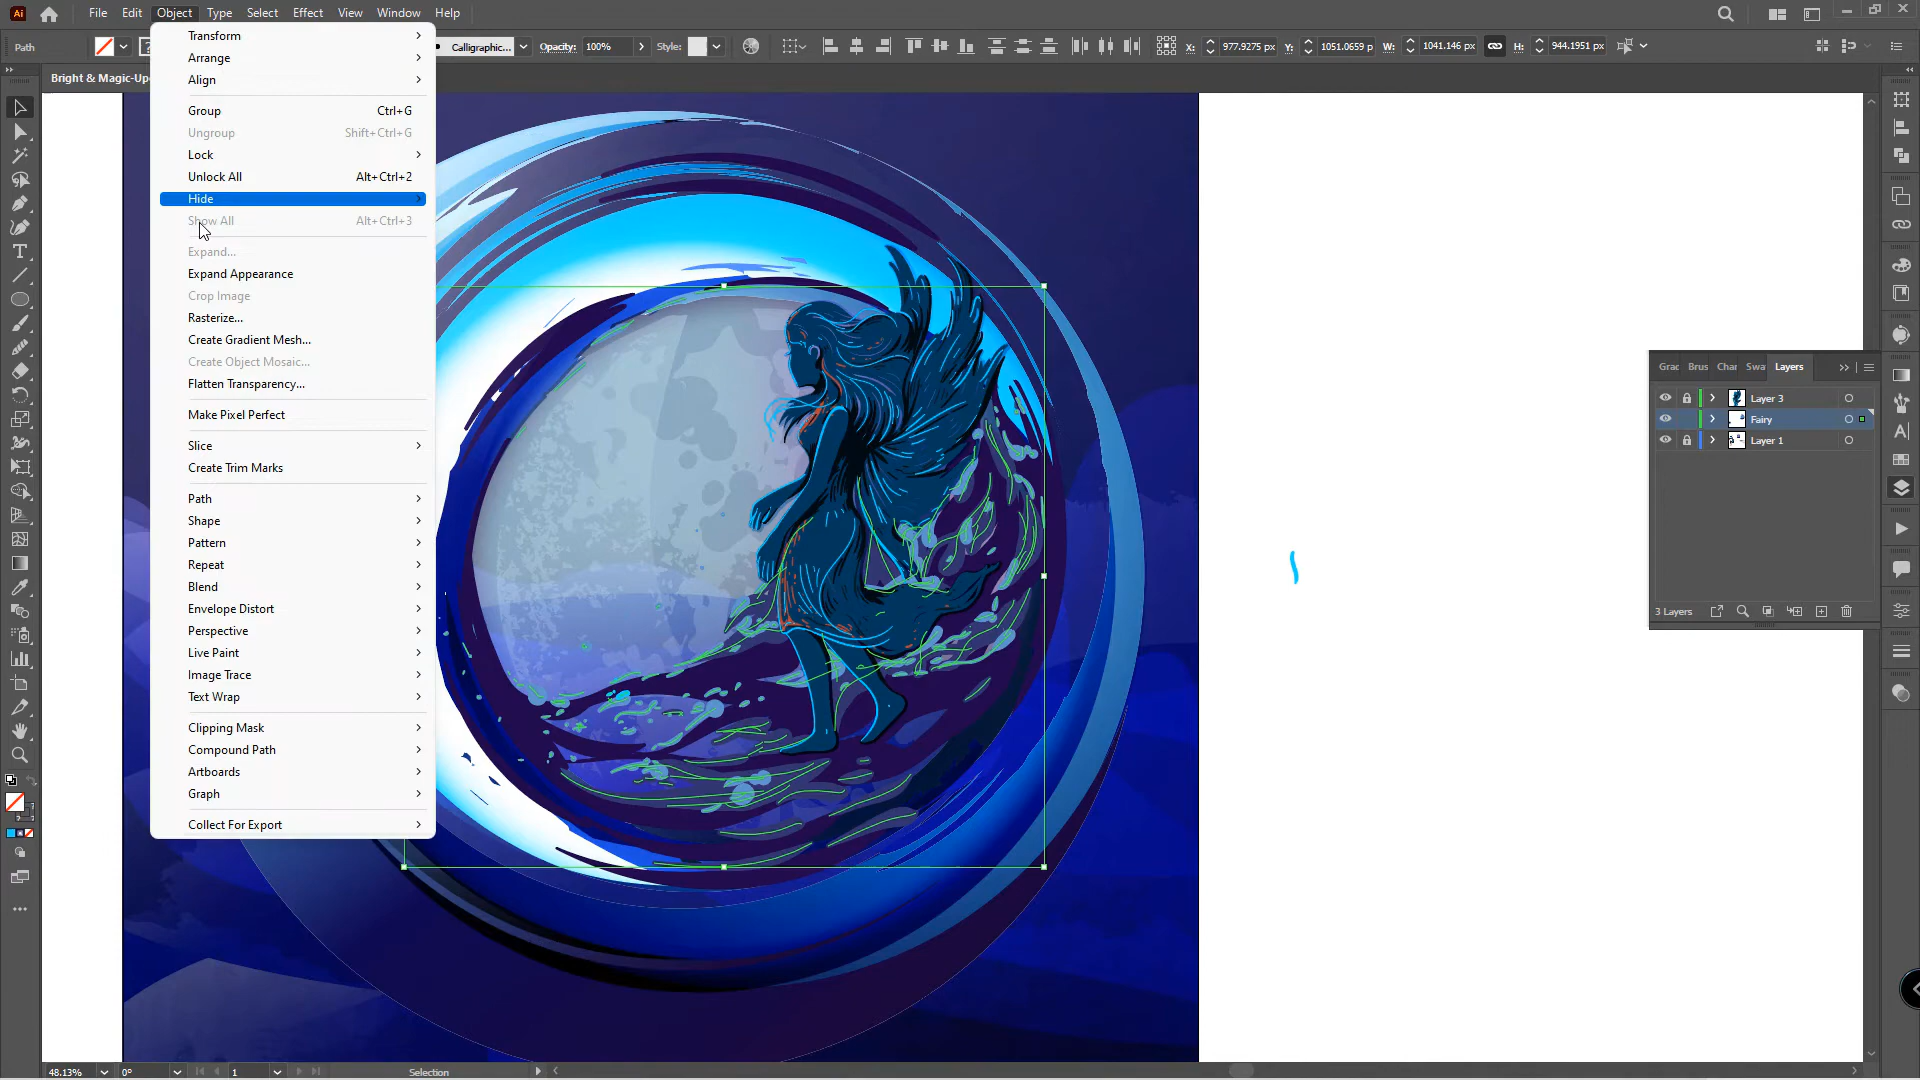 Ai File Edit Object Type Select Effect View Window Help
Path Calligraphic... Opacity: 100% Style: X: 977.9275 px Y: 1051.0659 p W: 1041.146 px H: 944.1951 px
Bright & Magic-Up
Transform
Arrange
Align
Group Ctrl+G
Ungroup Shift+Ctrl+G
Lock
Unlock All Alt+Ctrl+2
Hide
Show All Alt+Ctrl+3
Expand...
Expand Appearance
Crop Image
Rasterize...
Create Gradient Mesh...
Create Object Mosaic...
Flatten Transparency...
Make Pixel Perfect
Slice
Create Trim Marks
Path
Shape
Pattern
Repeat
Blend
Envelope Distort
Perspective
Live Paint
Image Trace
Text Wrap
Clipping Mask
Compound Path
Artboards
Graph
Collect For Export
Grac Brus Char Swa Layers
Layer 3
Fairy
Layer 1
3 Layers
48.13% 0° 1 Selection